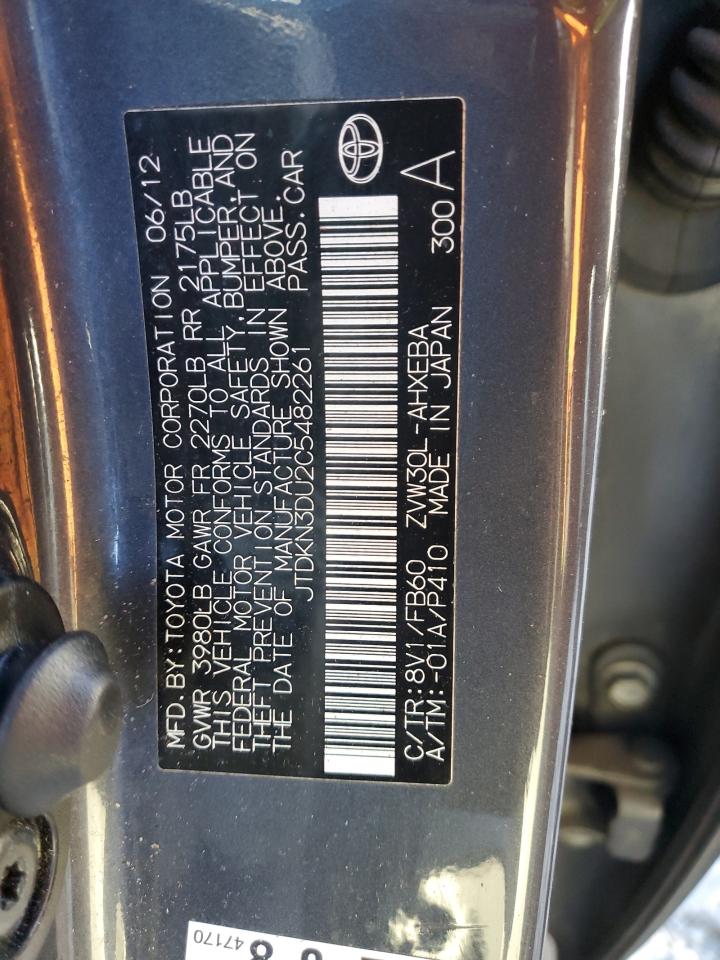 MFD.BY:TOYOTA MOTOR CORPORATION 06/12
GVWR 3980LB GAWR FR 2270LB RR 2175LB
THIS VEHICLE CONFORMS TO ALL APPLICABLE
FEDERAL MOTOR VEHICLE SAFETY,BUMPER,AND
THEFT PREVENTION STANDARDS IN EFFECT ON
THE DATE OF MANUFACTURE SHOWN ABOVE.
JTDKN3DU2C5482261 PASS.CAR
C/TR:8V1/FB60 ZVW30L-AHXEBA 300 A
A/TM:-01A/P410 MADE IN JAPAN
47170